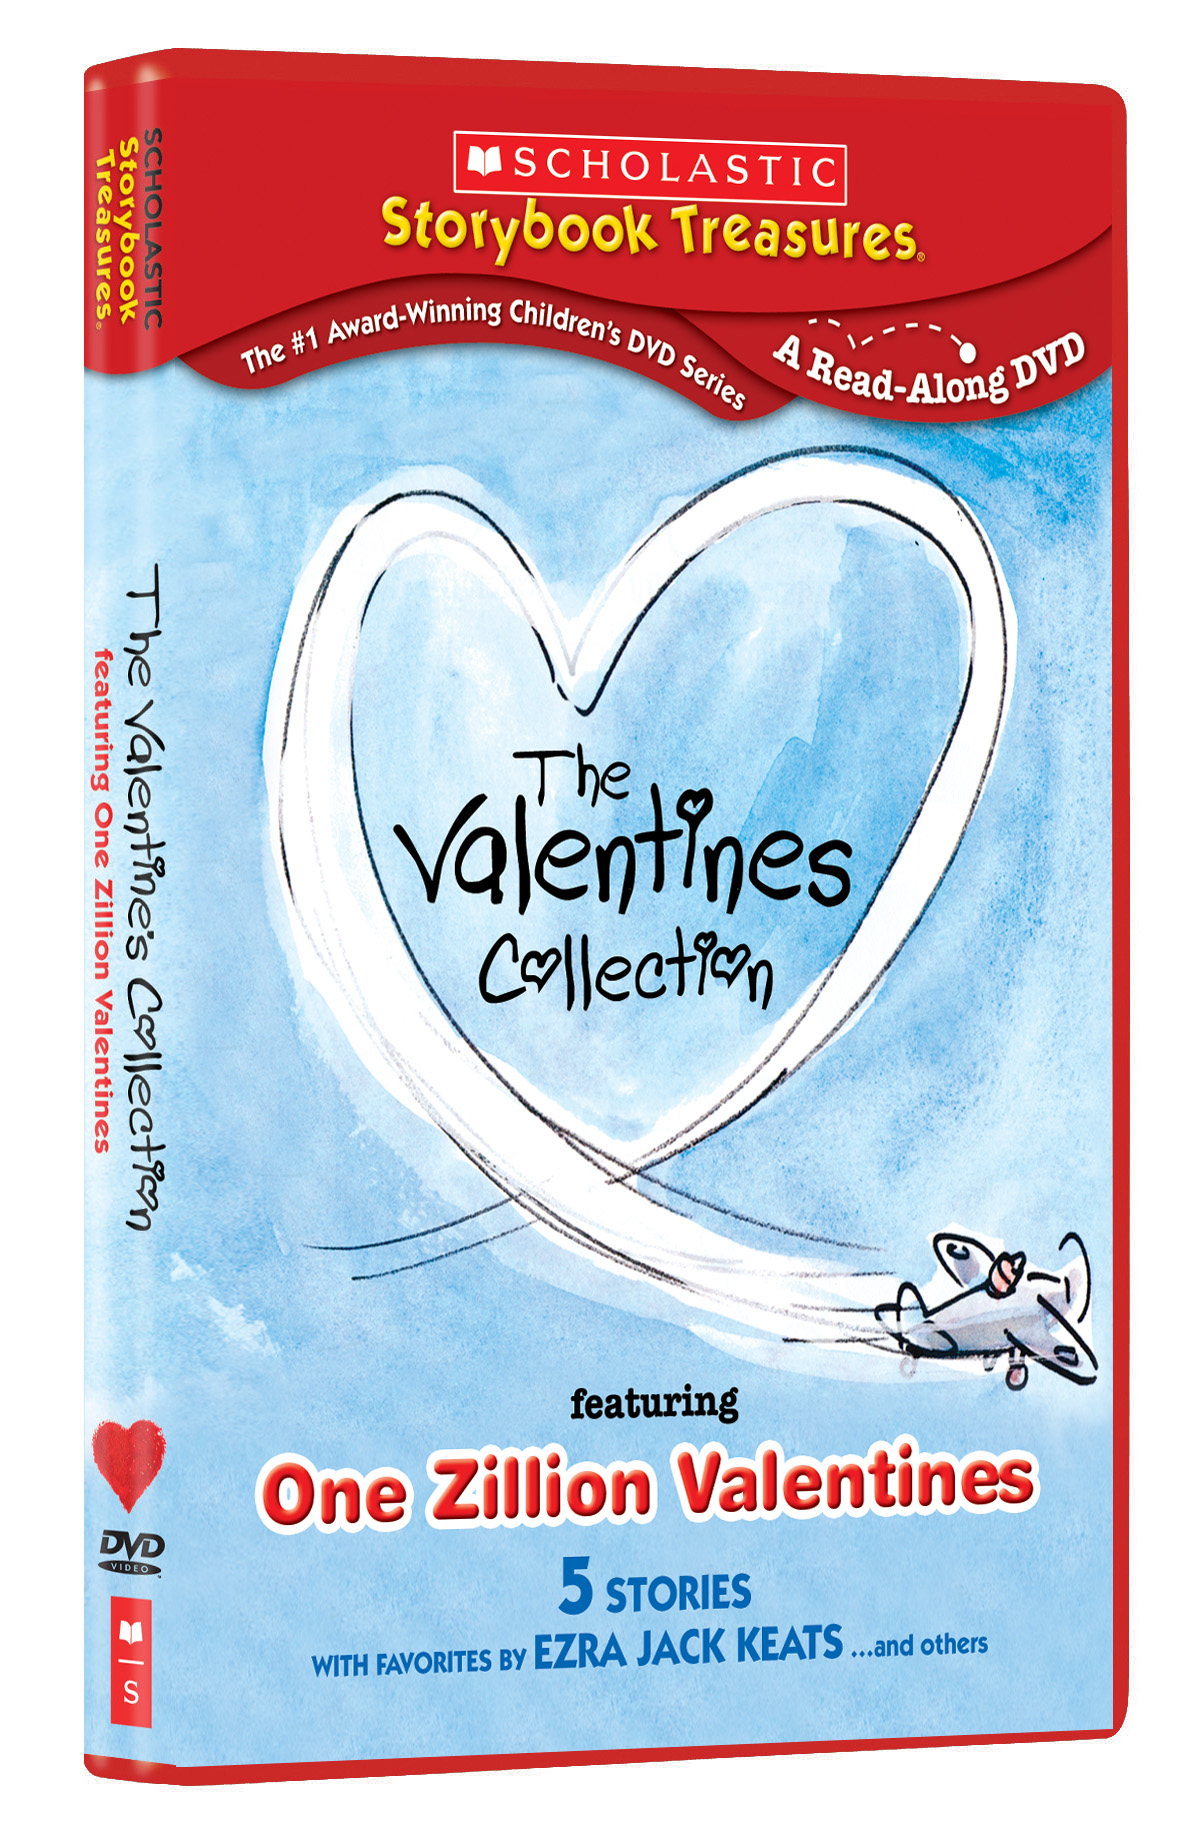 SCHOLASTIC
Storybook Treasures®
The #1 Award-Winning Children's DVD Series
A Read-Along DVD
The
Valentines
Collection
featuring
One Zillion Valentines
5 STORIES
WITH FAVORITES BY EZRA JACK KEATS ...and others
SCHOLASTIC
Storybook
Treasures®
The Valentine's Collection
featuring One Zillion Valentines
DVD
VIDEO
S